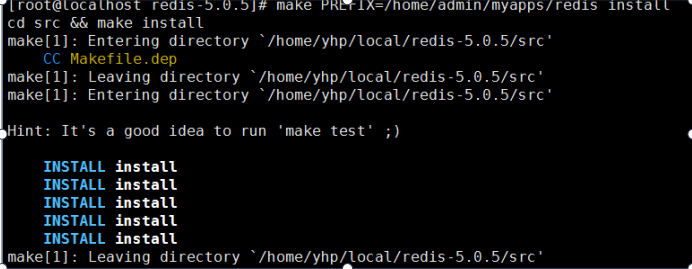 [root@localhost redis-5.0.5]# make PREFIX=/home/admin/myapps/redis install
cd src && make install
make[1]: Entering directory `/home/yhp/local/redis-5.0.5/src'
CC Makefile.dep
make[1]: Leaving directory `/home/yhp/local/redis-5.0.5/src'
make[1]: Entering directory `/home/yhp/local/redis-5.0.5/src'
Hint: It's a good idea to run 'make test' ;)
INSTALL install
INSTALL install
INSTALL install
INSTALL install
INSTALL install
make[1]: Leaving directory `/home/yhp/local/redis-5.0.5/src'